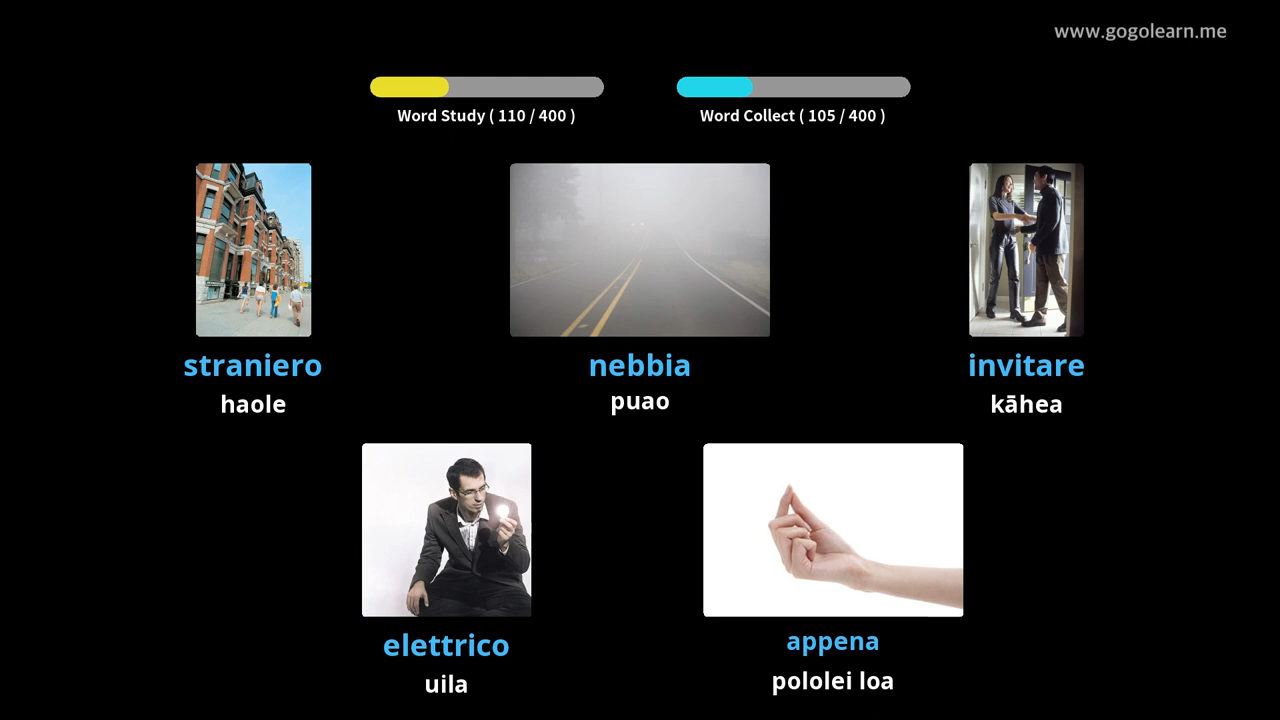 www.gogolearn.me
Word Study ( 110 / 400 )
Word Collect ( 105 / 400 )
straniero
haole
nebbia
puao
invitare
kāhea
elettrico
uila
appena
pololei loa